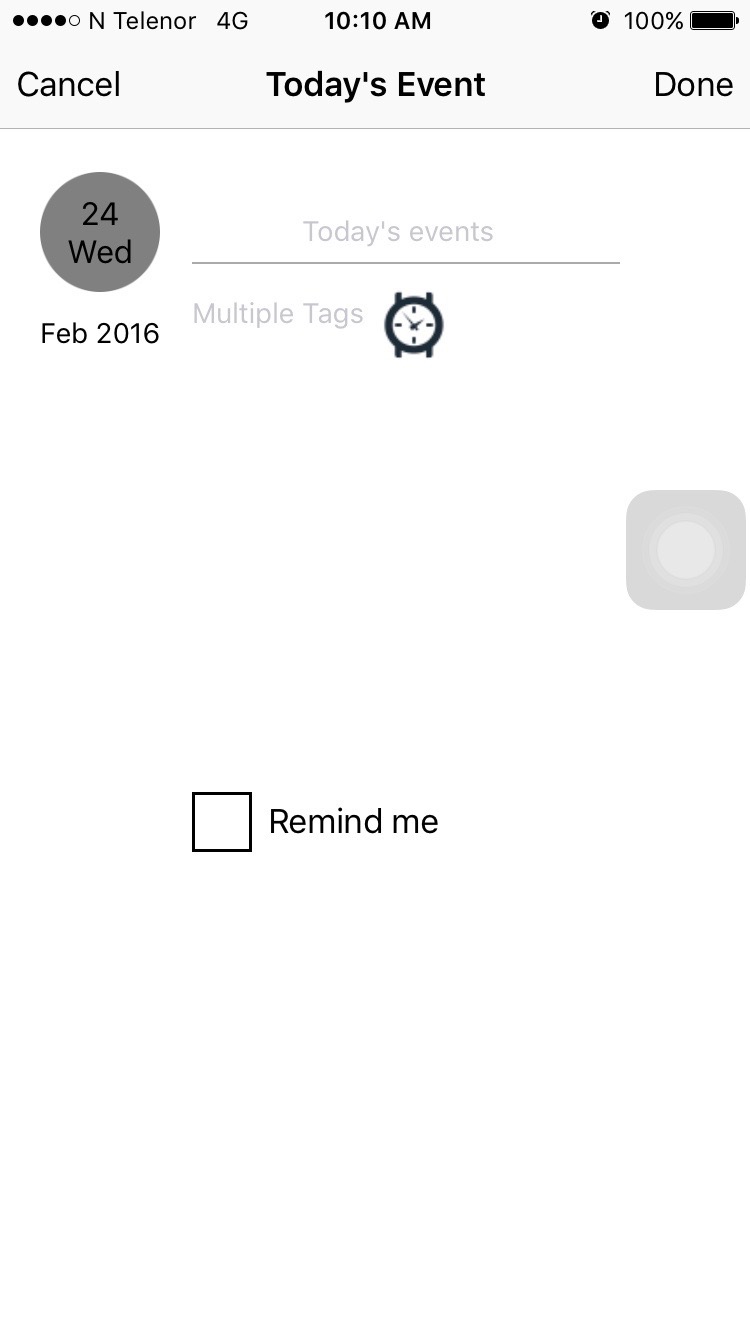 N Telenor 4G 10:10 AM 100%
Cancel Today's Event Done
24
Wed
Feb 2016
Today's events
Multiple Tags
Remind me